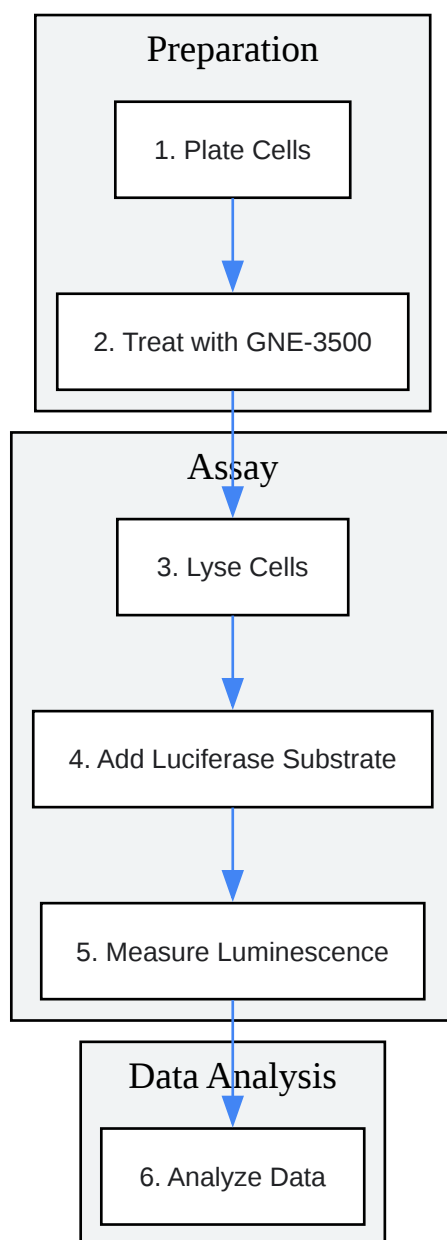 Preparation
1. Plate Cells
2. Treat with GNE-3500
Assay
3. Lyse Cells
4. Add Luciferase Substrate
5. Measure Luminescence
Data Analysis
6. Analyze Data